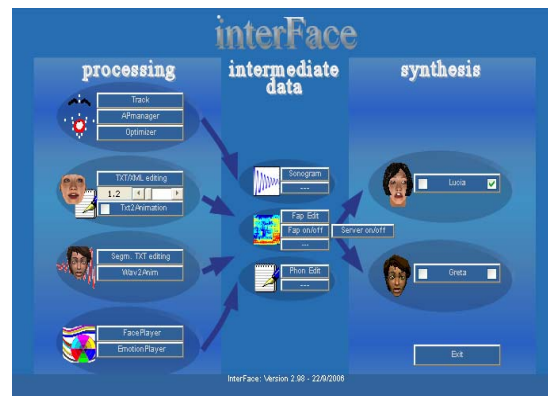 interFace
processing
intermediate
data
synthesis
Track
APmanager
Optimizer
TXT/XML editing
1.2
Txt2Animation
Segm. TXT editing
Wav2Anim
FacePlayer
EmotionPlayer
Sonogram
---
Fap Edit
Fap on/off
Server on/off
---
Phon Edit
---
Lucia
Greta
Exit
InterFace: Version 2.98 - 22/9/2006